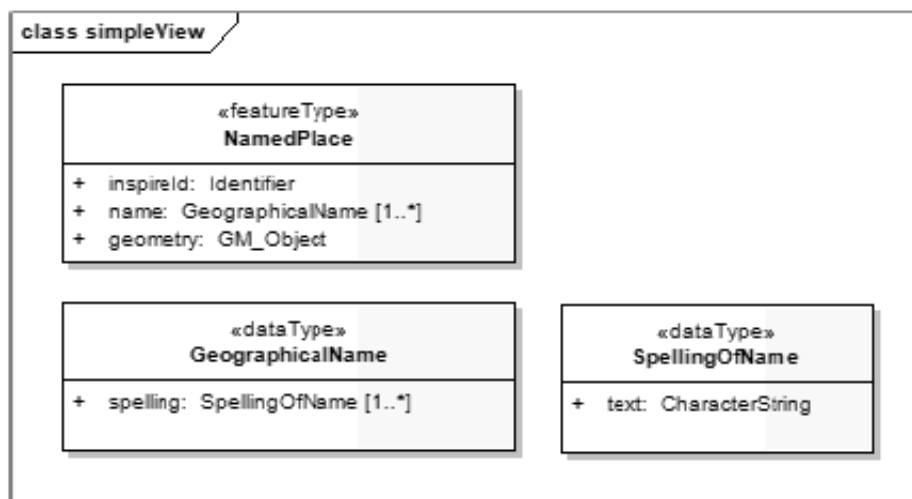 class simpleView
«featureType»
NamedPlace
+ inspireId: Identifier
+ name: GeographicalName [1..*]
+ geometry: GM_Object
«dataType»
GeographicalName
+ spelling: SpellingOfName [1..*]
«dataType»
SpellingOfName
+ text: CharacterString